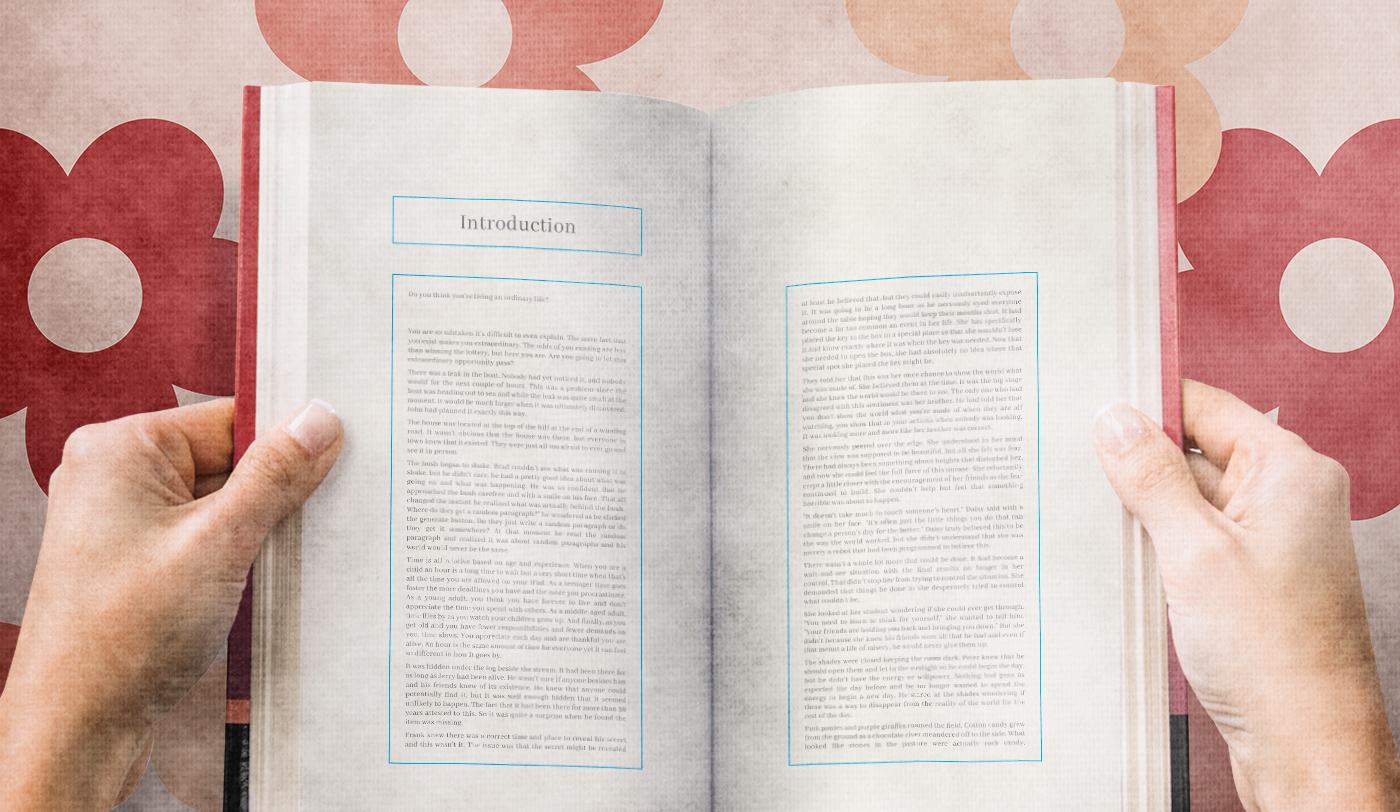 Introduction
Do you think you're living an ordinary life?
You are so mistaken it's difficult to even explain. The mere fact that
you exist makes you extraordinary. The odds of you existing are less
than winning the lottery, but here you are. Are you going to let this
extraordinary opportunity pass?
There was a leak in the boat. Nobody had yet noticed it, and nobody
would for the next couple of hours. This was a problem since the
boat was heading out to sea and while the leak was quite small at the
moment, it would be much larger when it was ultimately discovered.
John had planned it exactly this way.
The house was located at the top of the hill at the end of a winding
road. It wasn't obvious that the house was there, but everyone in
town knew that it existed. They were just all too afraid to ever go and
see it in person.
The bush began to shake. Brad couldn't see what was causing it to
shake, but he didn't care. he had a pretty good idea about what was
going on and what was happening. He was so confident that he
approached the bush carefree and with a smile on his face. That all
changed the instant he realized what was actually behind the bush.
Where do they get a random paragraph?" he wondered as he clicked
the generate button. Do they just write a random paragraph or do
they get it somewhere? At that moment he read the random
paragraph and realized it was about random paragraphs and his
world would never be the same.
Time is all relative based on age and experience. When you are a
child an hour is a long time to wait but a very short time when that's
all the time you are allowed on your iPad. As a teenager time goes
faster the more deadlines you have and the more you procrastinate.
As a young adult, you think you have forever to live and don't
appreciate the time you spend with others. As a middle-aged adult,
time flies by as you watch your children grow up. And finally, as you
get old and you have fewer responsibilities and fewer demands on
you, time slows. You appreciate each day and are thankful you are
alive. An hour is the same amount of time for everyone yet it can feel
so different in how it goes by.
It was hidden under the log beside the stream. It had been there for
as long as Jerry had been alive. He wasn't sure if anyone besides him
and his friends knew of its existence. He knew that anyone could
potentially find it, but it was well enough hidden that it seemed
unlikely to happen. The fact that it had been there for more than 30
years attested to this. So it was quite a surprise when he found the
item was missing.
Frank knew there was a correct time and place to reveal his secret
and this wasn't it. The issue was that the secret might be revealed
at least he believed that, but they could easily inadvertently expose
it. It was going to be a long hour as he nervously eyed everyone
around the table hoping they would keep their mouths shut. It had
become a far too common an event in her life. She has specifically
placed the key to the box in a special place so that she wouldn't lose
it and know exactly where it was when the key was needed. Now that
she needed to open the box, she had absolutely no idea where that
special spot she placed the key might be.
They told her that this was her once chance to show the world what
she was made of. She believed them at the time. It was the big stage
and she knew the world would be there to see. The only one who had
disagreed with this sentiment was her brother. He had told her that
you don't show the world what you're made of when they are all
watching, you show that in your actions when nobody was looking.
It was looking more and more like her brother was correct.
She nervously peered over the edge. She understood in her mind
that the view was supposed to be beautiful, but all she felt was fear.
There had always been something about heights that disturbed her,
and now she could feel the full force of this unease. She reluctantly
crept a little closer with the encouragement of her friends as the fear
continued to build. She couldn't help but feel that something
horrible was about to happen.
"It doesn't take much to touch someone's heart," Daisy said with a
smile on her face. "It's often just the little things you do that can
change a person's day for the better." Daisy truly believed this to be
the way the world worked, but she didn't understand that she was
merely a robot that had been programmed to believe this.
There wasn't a whole lot more that could be done. It had become a
wait-and-see situation with the final results no longer in her
control. That didn't stop her from trying to control the situation. She
demanded that things be done as she desperately tried to control
what couldn't be.
She looked at her student wondering if she could ever get through.
"You need to learn to think for yourself," she wanted to tell him.
"Your friends are holding you back and bringing you down." But she
didn't because she knew his friends were all that he had and even if
that meant a life of misery, he would never give them up.
The shades were closed keeping the room dark. Peter knew that he
should open them and let in the sunlight so he could begin the day,
but he didn't have the energy or willpower. Nothing had gone as
expected the day before and he no longer wanted to spend the
energy to begin a new day. He stared at the shades wondering if
there was a way to disappear from the reality of the world for the
rest of the day.
Pink ponies and purple giraffes roamed the field. Cotton candy grew
from the ground as a chocolate river meandered off to the side. What
looked like stones in the pasture were actually rock candy.